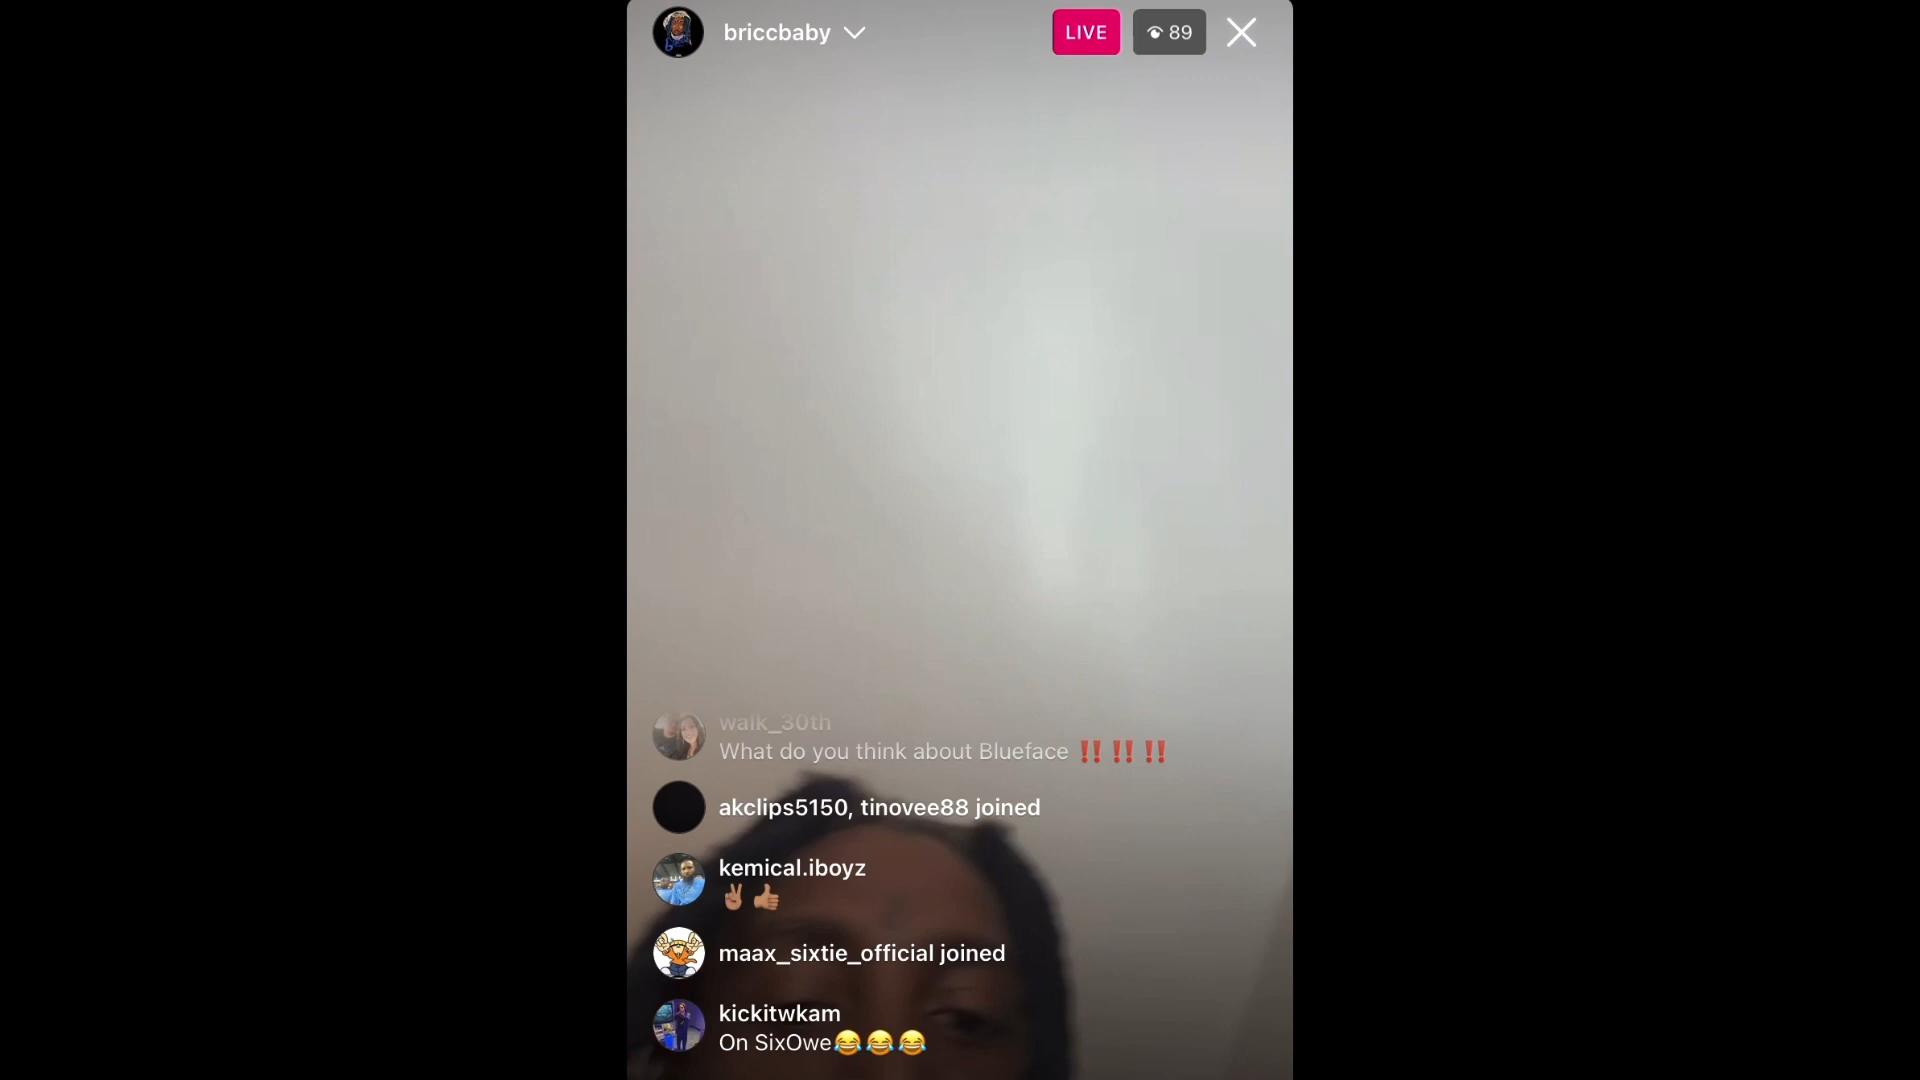 briccbaby
LIVE
89
walk_30th
What do you think about Blueface ‼️ ‼️ ‼️
akclips5150, tinovee88 joined
kemical.iboyz
✌🏽👍🏽
maax_sixtie_official joined
kickitwkam
On SixOwe😂😂😂